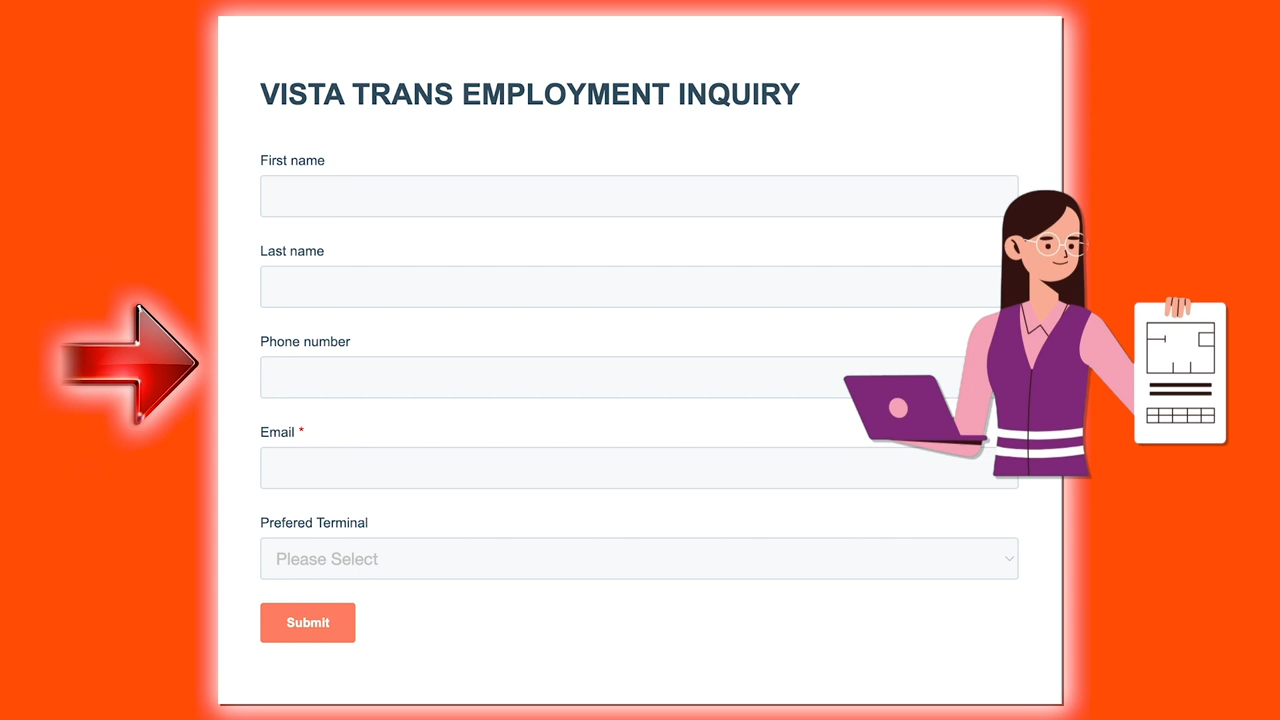 VISTA TRANS EMPLOYMENT INQUIRY
First name
Last name
Phone number
Email *
Prefered Terminal
Please Select
Submit